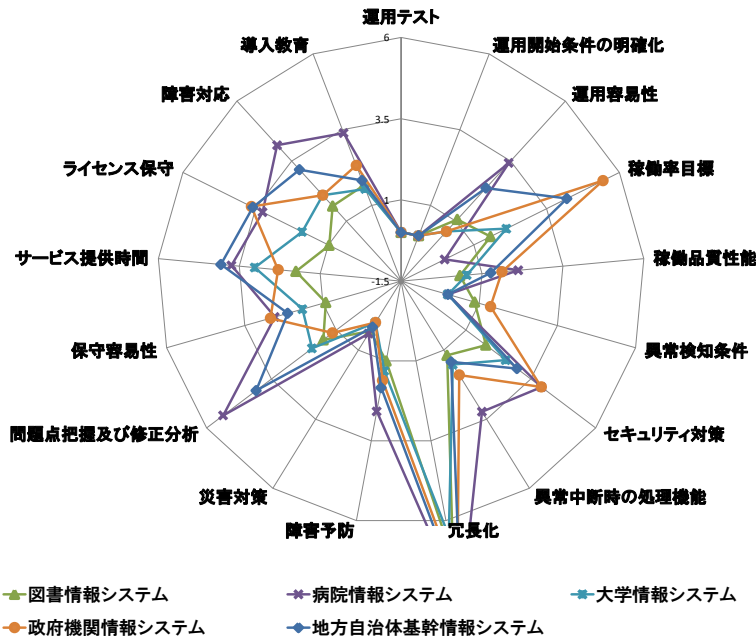 運用テスト
6
導入教育
運用開始条件の明確化
障害対応
運用容易性
3.5
ライセンス保守
稼働率目標
1
サービス提供時間
稼働品質性能
-1.5
保守容易性
異常検知条件
問題点把握及び修正分析
セキュリティ対策
災害対策
異常中断時の処理機能
障害予防
冗長化
図書情報システム
病院情報システム
大学情報システム
政府機関情報システム
地方自治体基幹情報システム